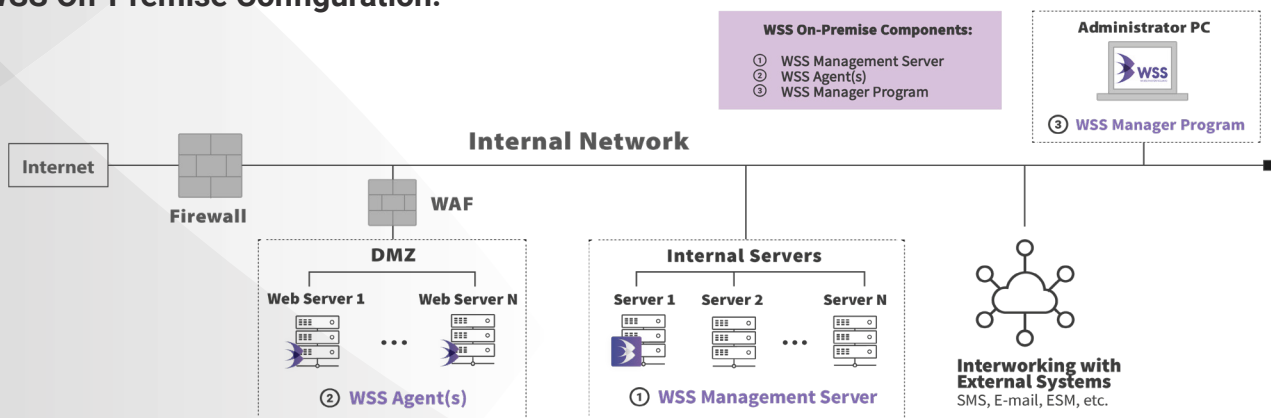 WSS On-Premise Configuration:
WSS On-Premise Components:
① WSS Management Server
② WSS Agent(s)
③ WSS Manager Program
Administrator PC
WSS
③ WSS Manager Program
Internal Network
Internet
Firewall
WAF
DMZ
Web Server 1
Web Server N
...
② WSS Agent(s)
Internal Servers
Server 1
Server 2
Server N
...
① WSS Management Server
Interworking with
External Systems
SMS, E-mail, ESM, etc.